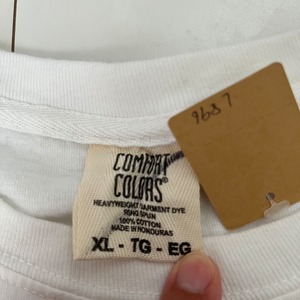 9687
COMFORT
COLORS®
HEAVYWEIGHT GARMENT DYE
RING SPUN
100% COTTON
MADE IN HONDURAS
XL - TG - EG